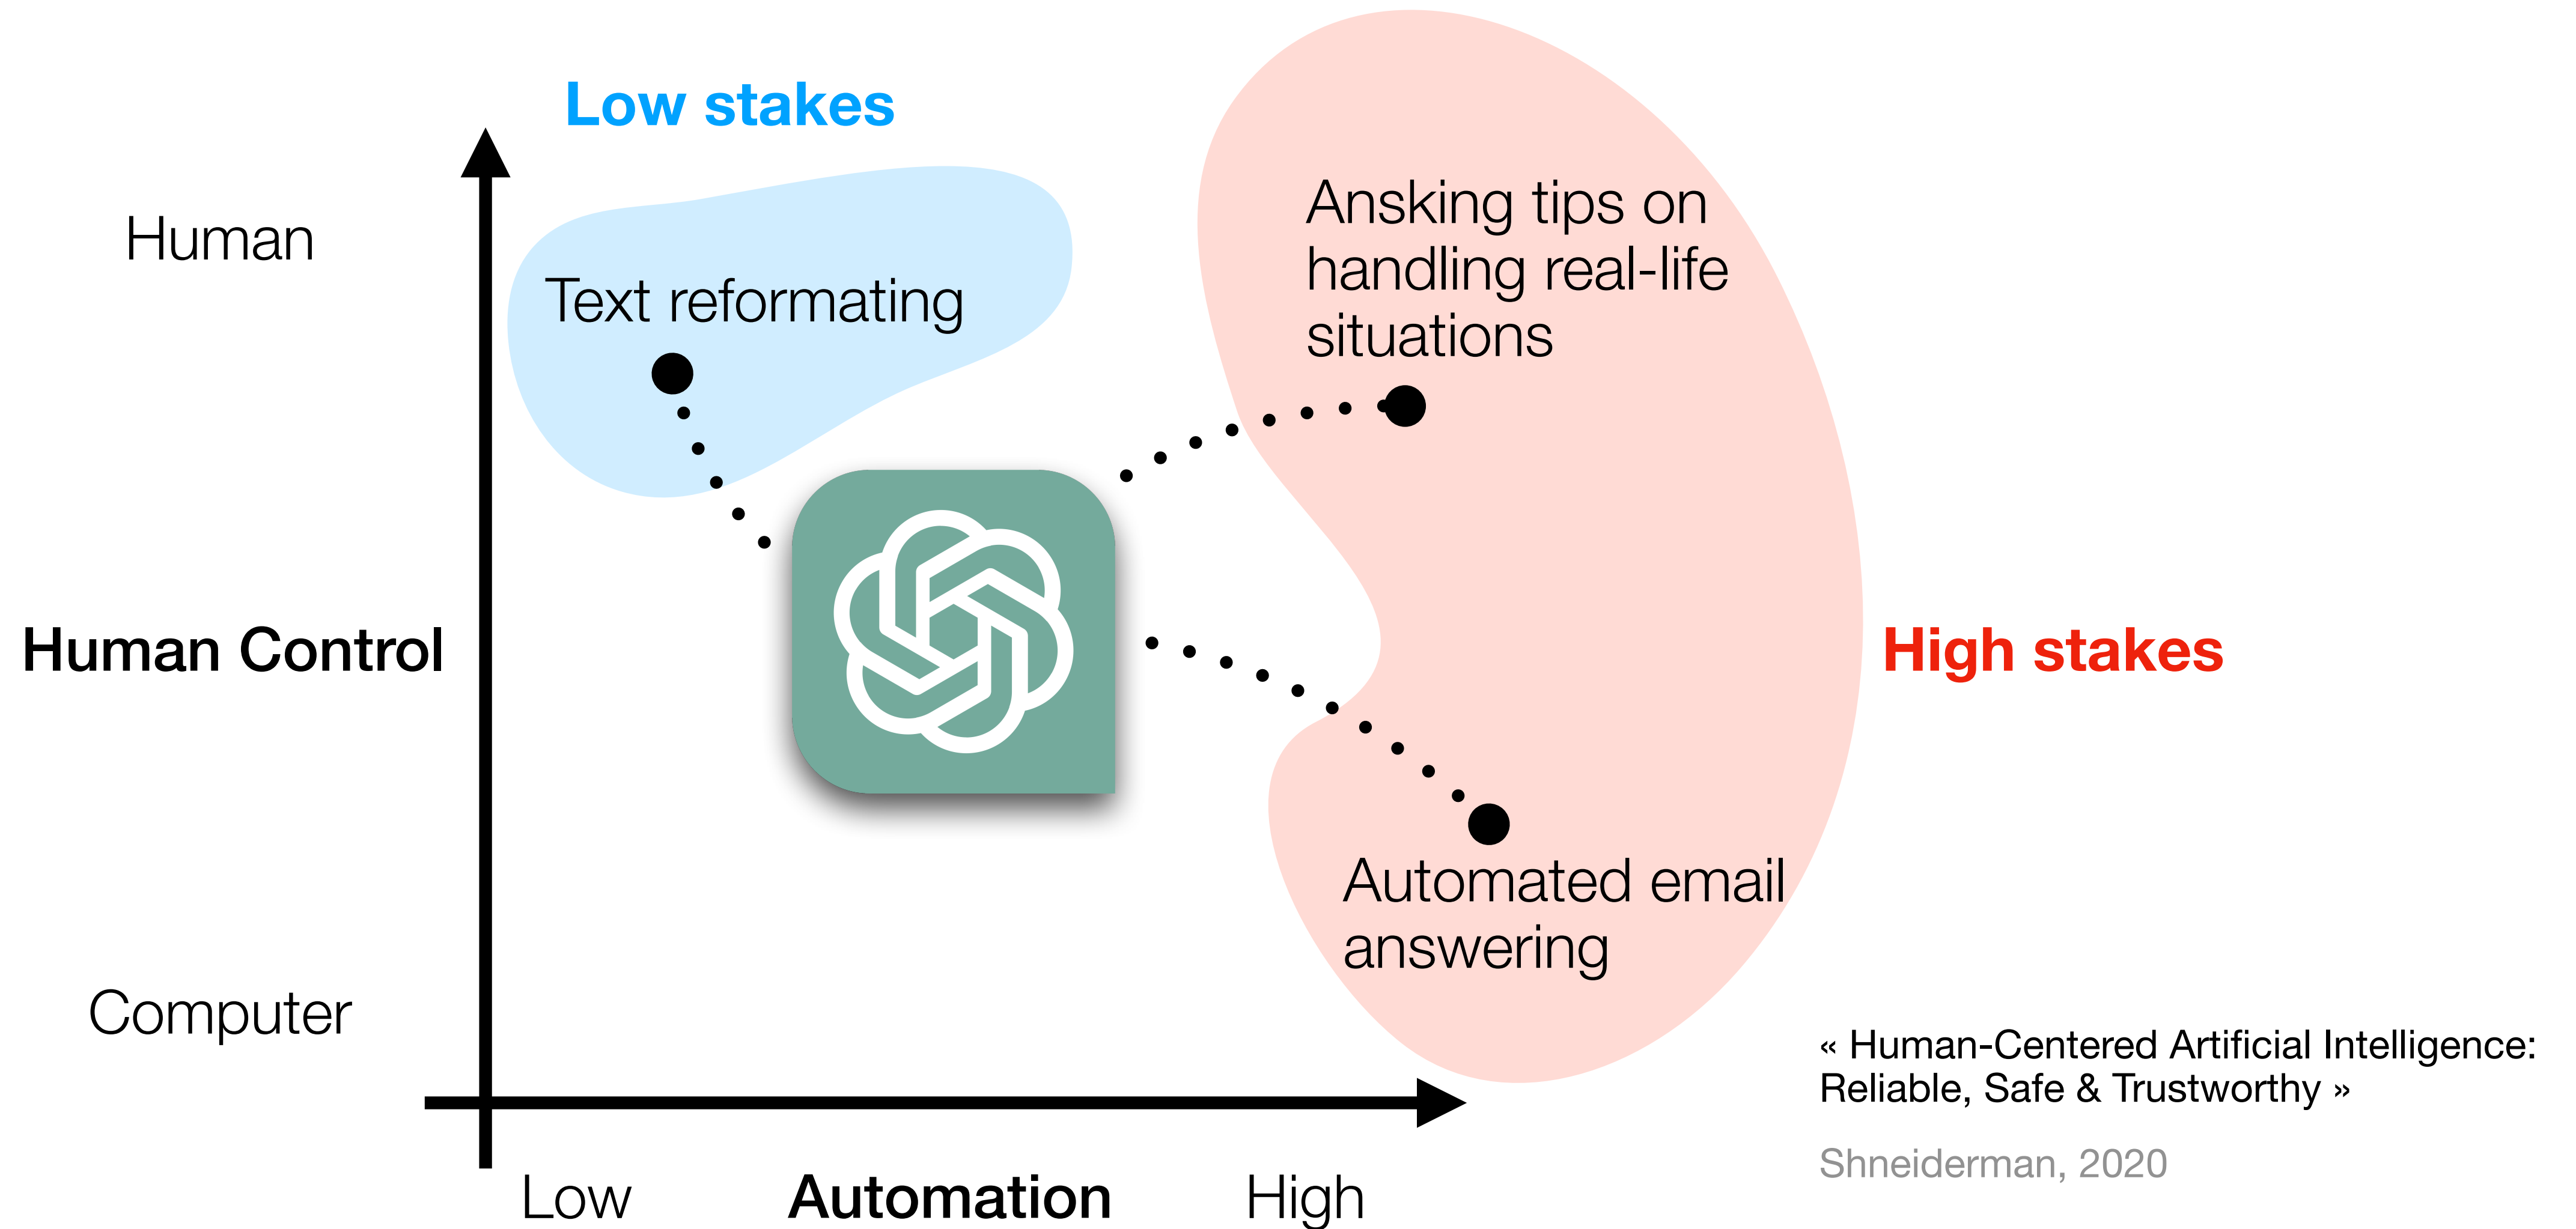 Low stakes
Human
Text reformating
Ansking tips on
handling real-life
situations
Human Control
High stakes
Automated email
answering
Computer
« Human-Centered Artificial Intelligence:
Reliable, Safe & Trustworthy »
Shneiderman, 2020
Low
Automation
High